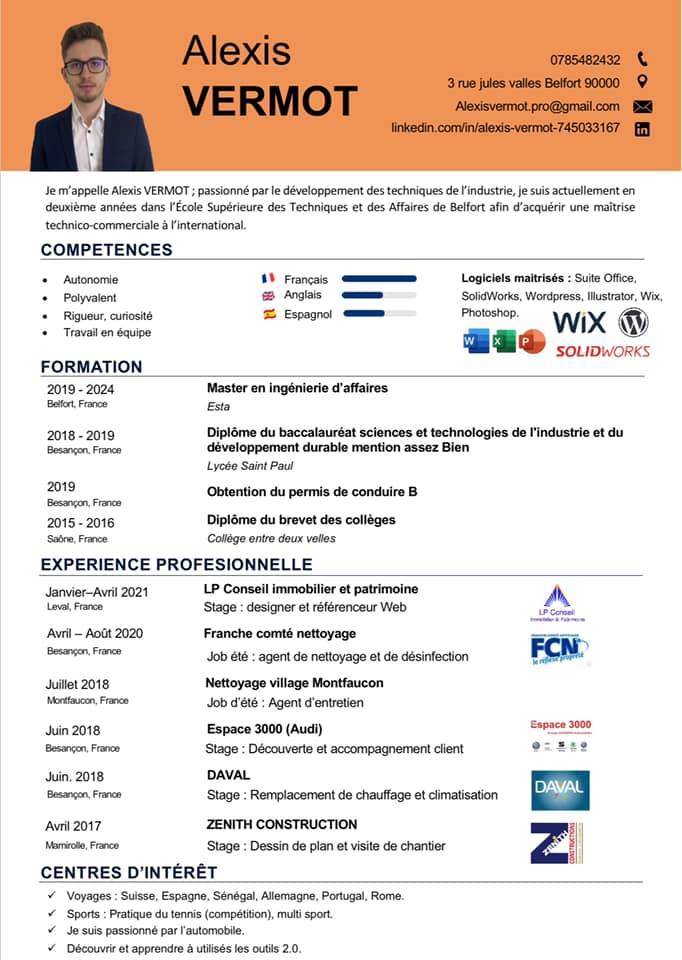 Alexis
VERMOT
0785482432
3 rue jules valles Belfort 90000
Alexisvermot.pro@gmail.com
linkedin.com/in/alexis-vermot-745033167
in
Je m'appelle Alexis VERMOT ; passionné par le développement des techniques de l'industrie, je suis actuellement en
deuxième années dans l'École Supérieure des Techniques et des Affaires de Belfort afin d'acquérir une maîtrise
technico-commerciale à l'international.
COMPETENCES
• Autonomie
• Polyvalent
• Rigueur, curiosité
• Travail en équipe
Français
Anglais
Espagnol
Logiciels maitrisés : Suite Office,
SolidWorks, Wordpress, Illustrator, Wix,
Photoshop.
WiX
W
W X P
SOLIDWORKS
FORMATION
2019 - 2024
Belfort, France
Master en ingénierie d'affaires
Esta
2018 - 2019
Besançon, France
Diplôme du baccalauréat sciences et technologies de l'industrie et du
développement durable mention assez Bien
Lycée Saint Paul
2019
Besançon, France
Obtention du permis de conduire B
2015 - 2016
Saône, France
Diplôme du brevet des collèges
Collège entre deux velles
EXPERIENCE PROFESIONNELLE
Janvier–Avril 2021
Leval, France
LP Conseil immobilier et patrimoine
Stage : designer et référenceur Web
LP Conseil
Immobilier & Patrimoine
Avril – Août 2020
Besançon, France
Franche comté nettoyage
Job été : agent de nettoyage et de désinfection
FRANCHE COMTÉ NETTOYAGE
FCN
le réflexe propreté
Juillet 2018
Montfaucon, France
Nettoyage village Montfaucon
Job d'été : Agent d'entretien
Juin 2018
Besançon, France
Espace 3000 (Audi)
Stage : Découverte et accompagnement client
Espace 3000
Juin. 2018
Besançon, France
DAVAL
Stage : Remplacement de chauffage et climatisation
DAVAL
Avril 2017
Mamirolle, France
ZENITH CONSTRUCTION
Stage : Dessin de plan et visite de chantier
ZENITH
CONSTRUCTIONS
CENTRES D'INTÉRÊT
✓ Voyages : Suisse, Espagne, Sénégal, Allemagne, Portugal, Rome.
✓ Sports : Pratique du tennis (compétition), multi sport.
✓ Je suis passionné par l'automobile.
✓ Découvrir et apprendre à utilisés les outils 2.0.